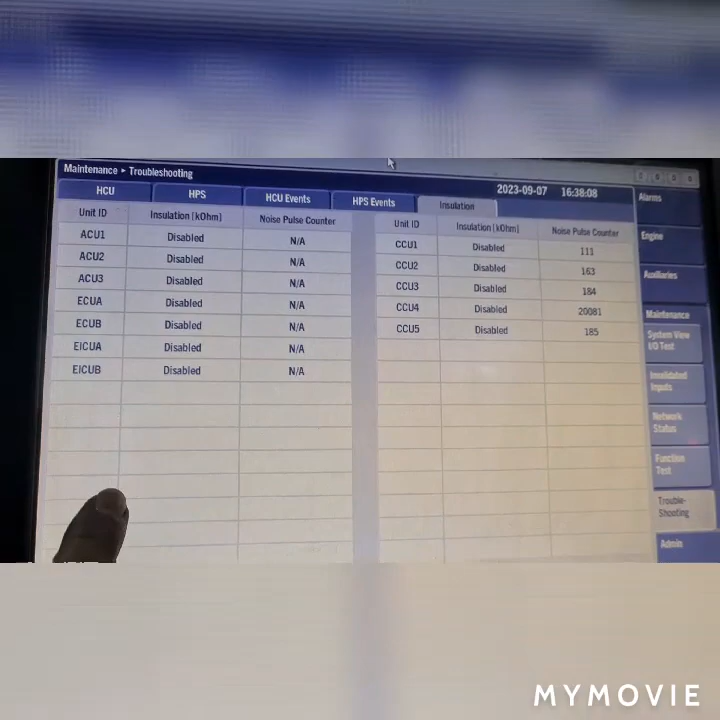 Maintenance ▸ Troubleshooting
2023-09-07 16:38:08
HCU HPS HCU Events HPS Events Insulation
Unit ID Insulation [kOhm] Noise Pulse Counter
ACU1 Disabled N/A
ACU2 Disabled N/A
ACU3 Disabled N/A
ECUA Disabled N/A
ECUB Disabled N/A
EICUA Disabled N/A
EICUB Disabled N/A
Unit ID Insulation [kOhm] Noise Pulse Counter
CCU1 Disabled 111
CCU2 Disabled 163
CCU3 Disabled 184
CCU4 Disabled 20081
CCU5 Disabled 185
Alarms
Engine
Auxiliaries
Maintenance
System View
I/O Test
Invalidated
Inputs
Network
Status
Function
Test
Trouble-
Shooting
Admin
MYMOVIE